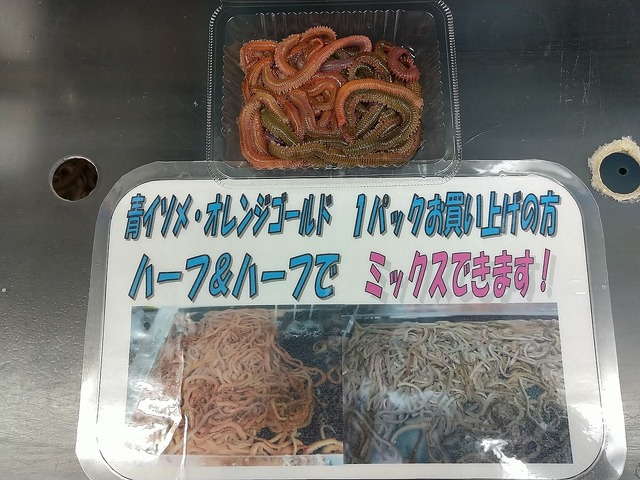 青イソメ・オレンジゴールド 1パックお買い上げの方
ハーフ&ハーフで ミックスできます!